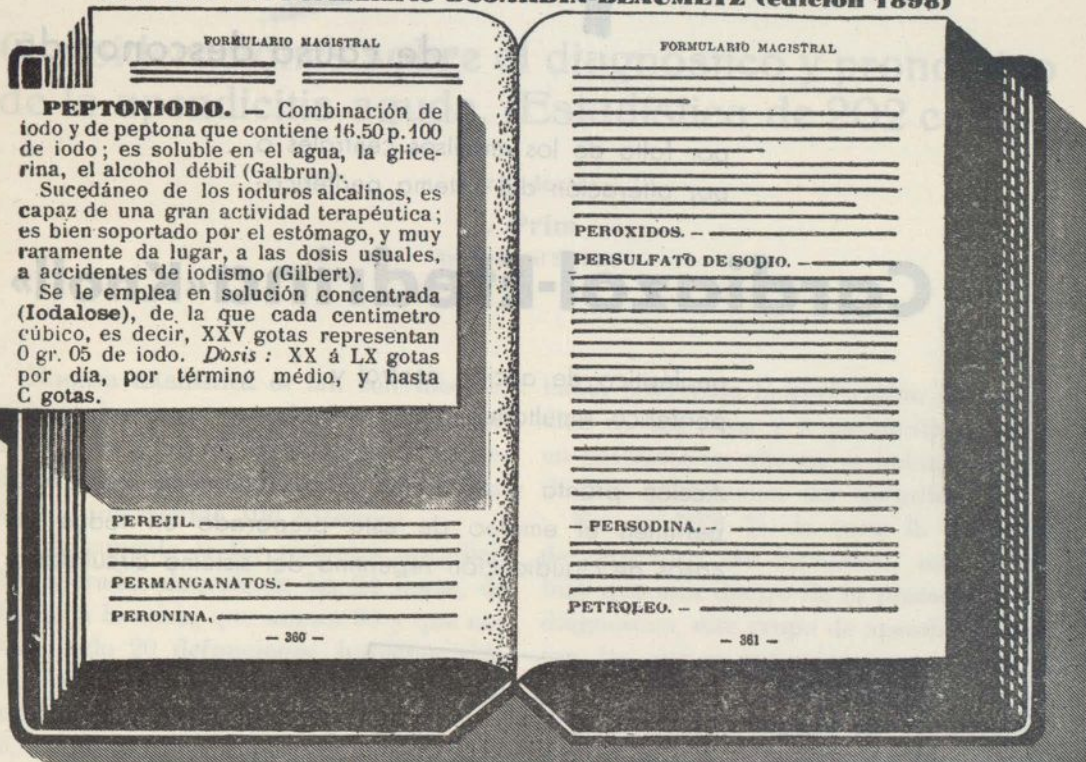 DUJARDIN-BEAUMETZ (edición 1898)
FORMULARIO MAGISTRAL
PEPTONIODO. — Combinación de
iodo y de peptona que contiene 16.50 p. 100
de iodo ; es soluble en el agua, la glice-
rina, el alcohol débil (Galbrun).
Sucedáneo de los ioduros alcalinos, es
capaz de una gran actividad terapéutica ;
es bien soportado por el estómago, y muy
raramente da lugar, a las dosis usuales,
a accidentes de iodismo (Gilbert).
Se le emplea en solución concentrada
(Iodalose), de la que cada centimetro
cúbico, es decir, XXV gotas representan
0 gr. 05 de iodo. Dosis : XX á LX gotas
por día, por término médio, y hasta
C gotas.
PEREJIL. —
PERMANGANATOS. —
PERONINA. —
— 360 —
FORMULARIO MAGISTRAL
PEROXIDOS. —
PERSULFATO DE SODIO. —
PERSODINA. —
PETROLEO. —
— 361 —